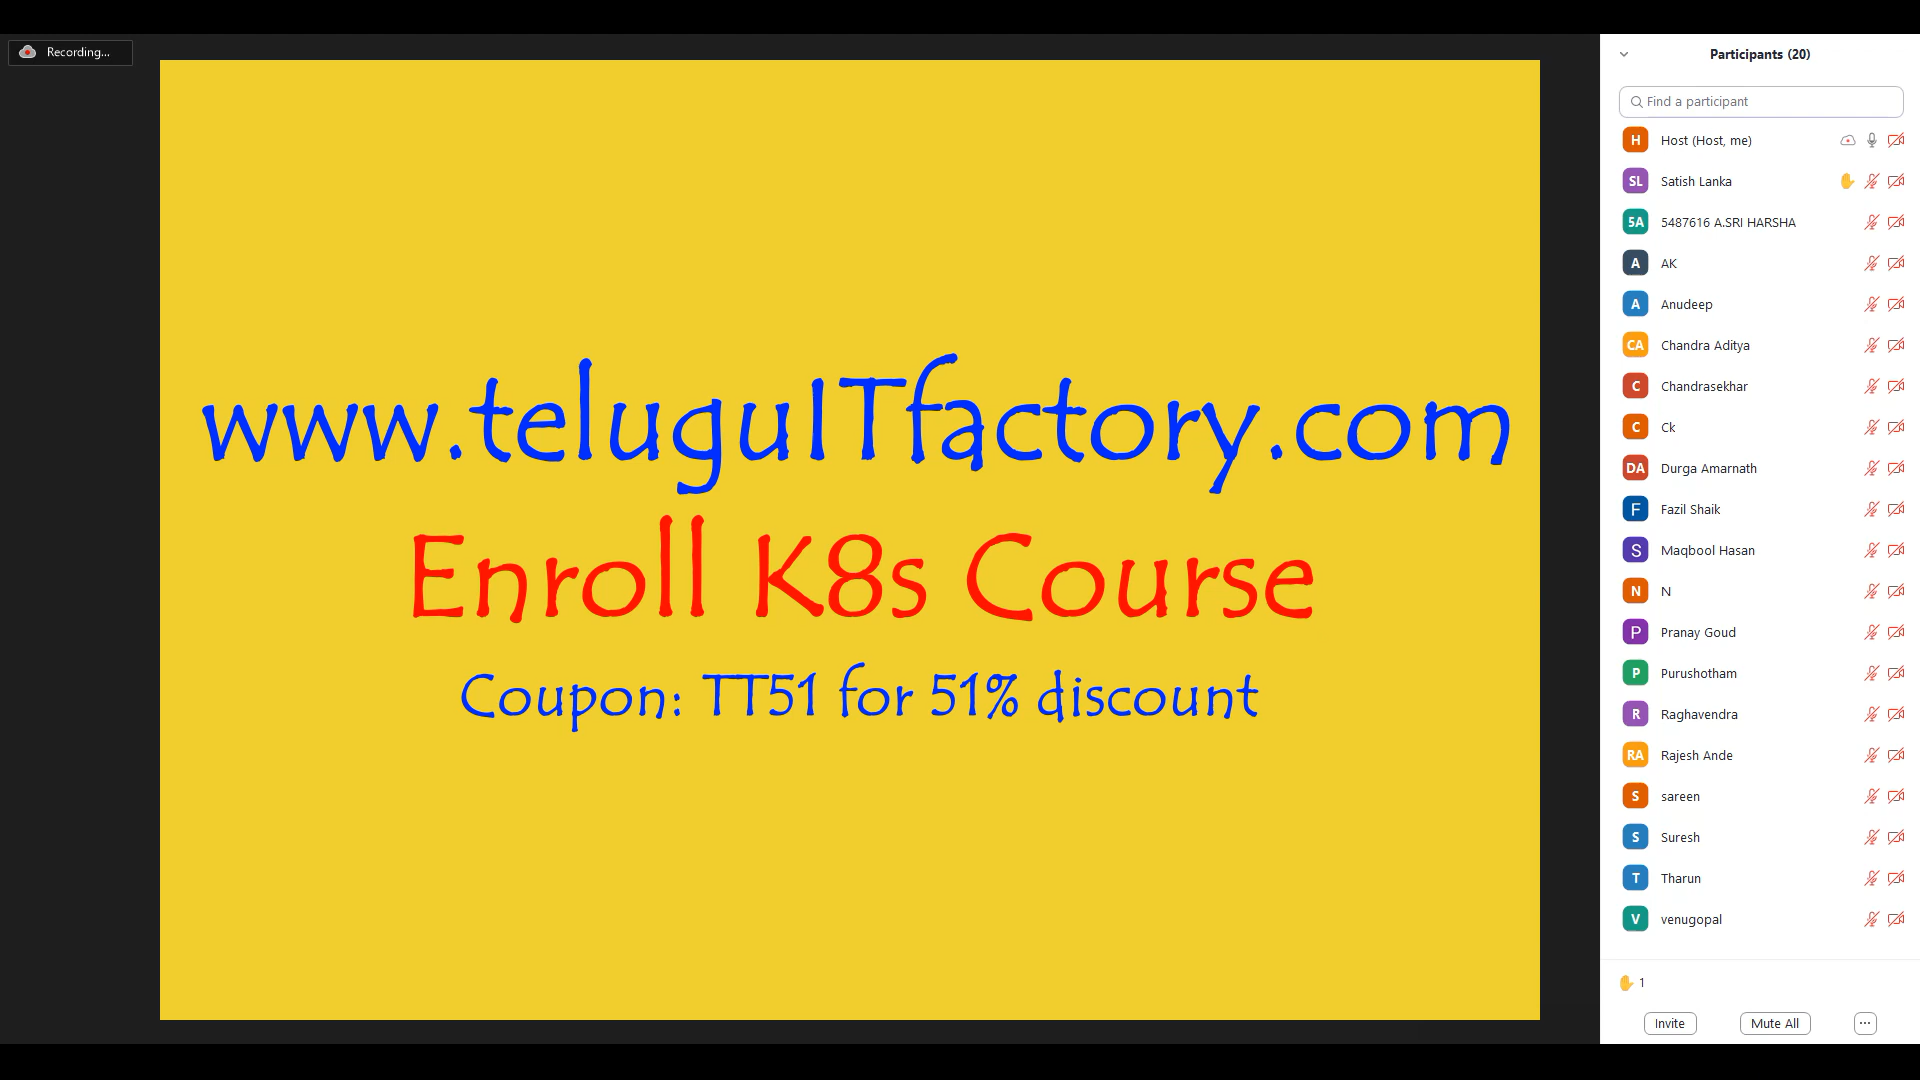 Recording...
www.teluguITfactory.com
Enroll K8s Course
Coupon: TT51 for 51% discount
Participants (20)
Find a participant
H Host (Host, me)
SL Satish Lanka
5A 5487616 A.SRI HARSHA
A AK
A Anudeep
CA Chandra Aditya
C Chandrasekhar
C Ck
DA Durga Amarnath
F Fazil Shaik
S Maqbool Hasan
N N
P Pranay Goud
P Purushotham
R Raghavendra
RA Rajesh Ande
S sareen
S Suresh
T Tharun
V venugopal
1
Invite Mute All ...